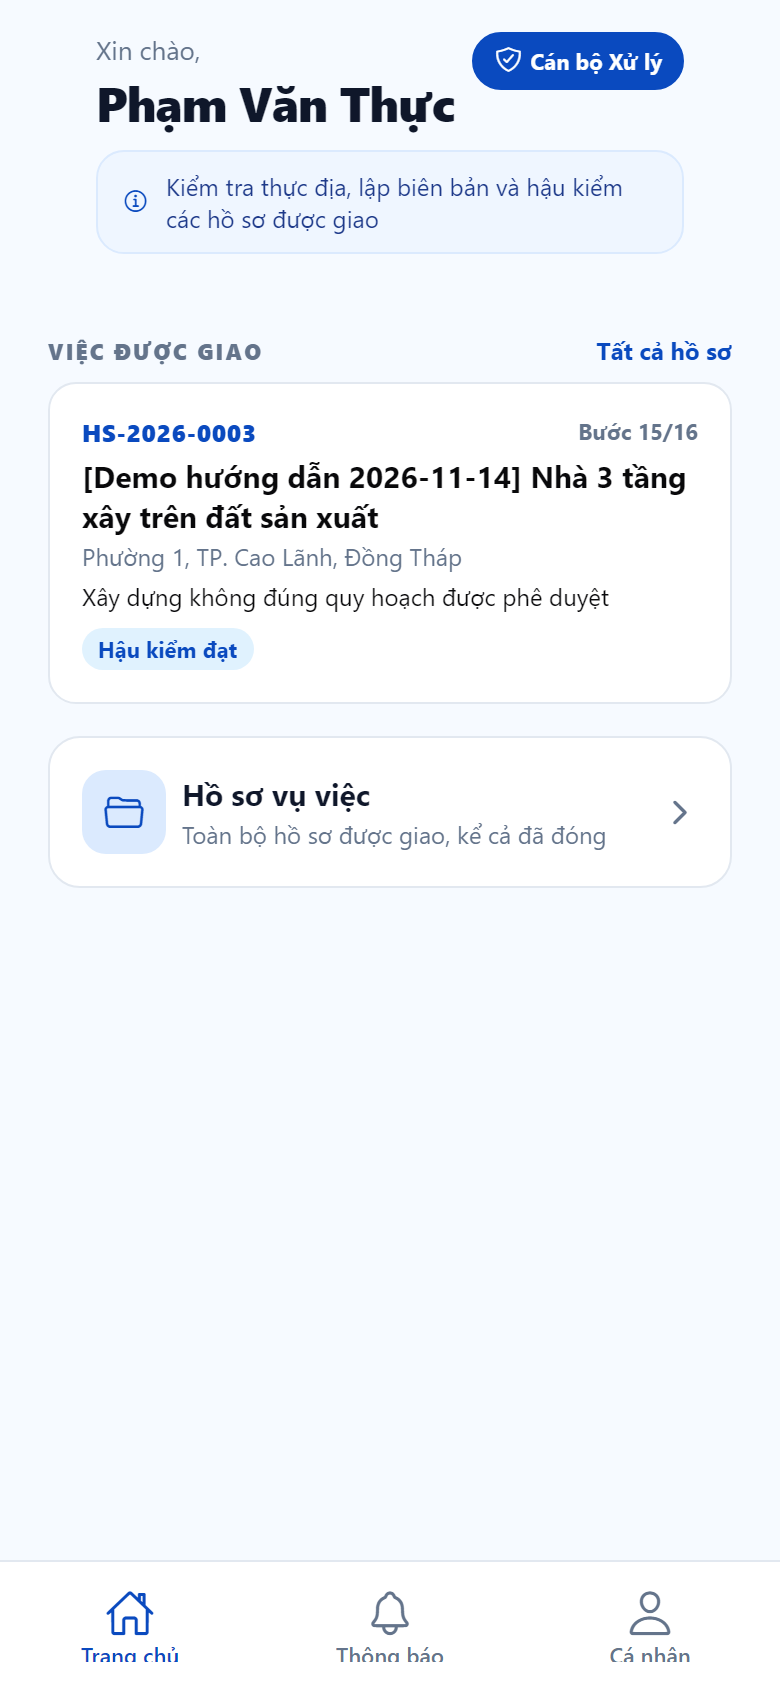 Xin chào,
Cán bộ Xử lý
Phạm Văn Thực
Kiểm tra thực địa, lập biên bản và hậu kiểm
các hồ sơ được giao
VIỆC ĐƯỢC GIAO
Tất cả hồ sơ
HS-2026-0003
Bước 15/16
[Demo hướng dẫn 2026-11-14] Nhà 3 tầng
xây trên đất sản xuất
Phường 1, TP. Cao Lãnh, Đồng Tháp
Xây dựng không đúng quy hoạch được phê duyệt
Hậu kiểm đạt
Hồ sơ vụ việc
Toàn bộ hồ sơ được giao, kể cả đã đóng
Trang chủ
Thông báo
Cá nhân